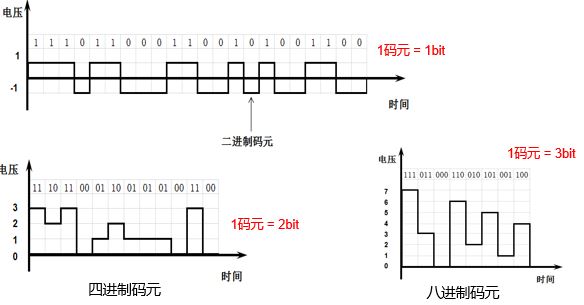 电压
1 1 1 0 1 1 0 0 0 1 1 0 0 1 0 1 0 0 1 1 0 0
1码元 = 1bit
1
-1
时间
二进制码元
电压
11 10 11 00 01 10 01 01 01 00 11 00
3
2
1
0
1码元 = 2bit
时间
四进制码元
1码元 = 3bit
电压
111 011 000 110 010 101 001 100
7
6
5
4
3
2
1
0
时间
八进制码元